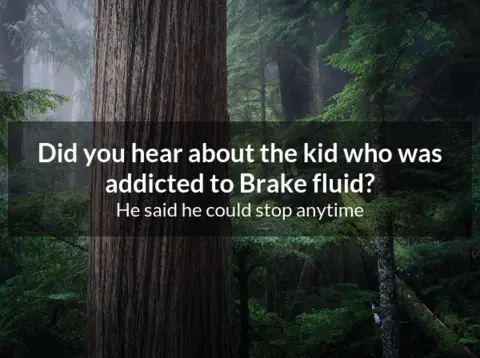 Did you hear about the kid who was
addicted to Brake fluid?
He said he could stop anytime